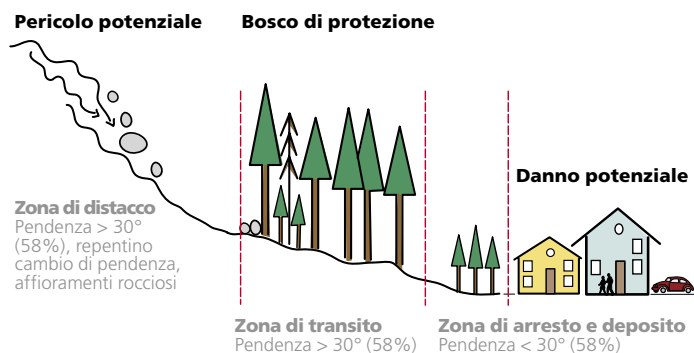 Pericolo potenziale
Bosco di protezione
Danno potenziale
Zona di distacco
Pendenza > 30°
(58%), repentino
cambio di pendenza,
affioramenti rocciosi
Zona di transito
Pendenza > 30° (58%)
Zona di arresto e deposito
Pendenza < 30° (58%)